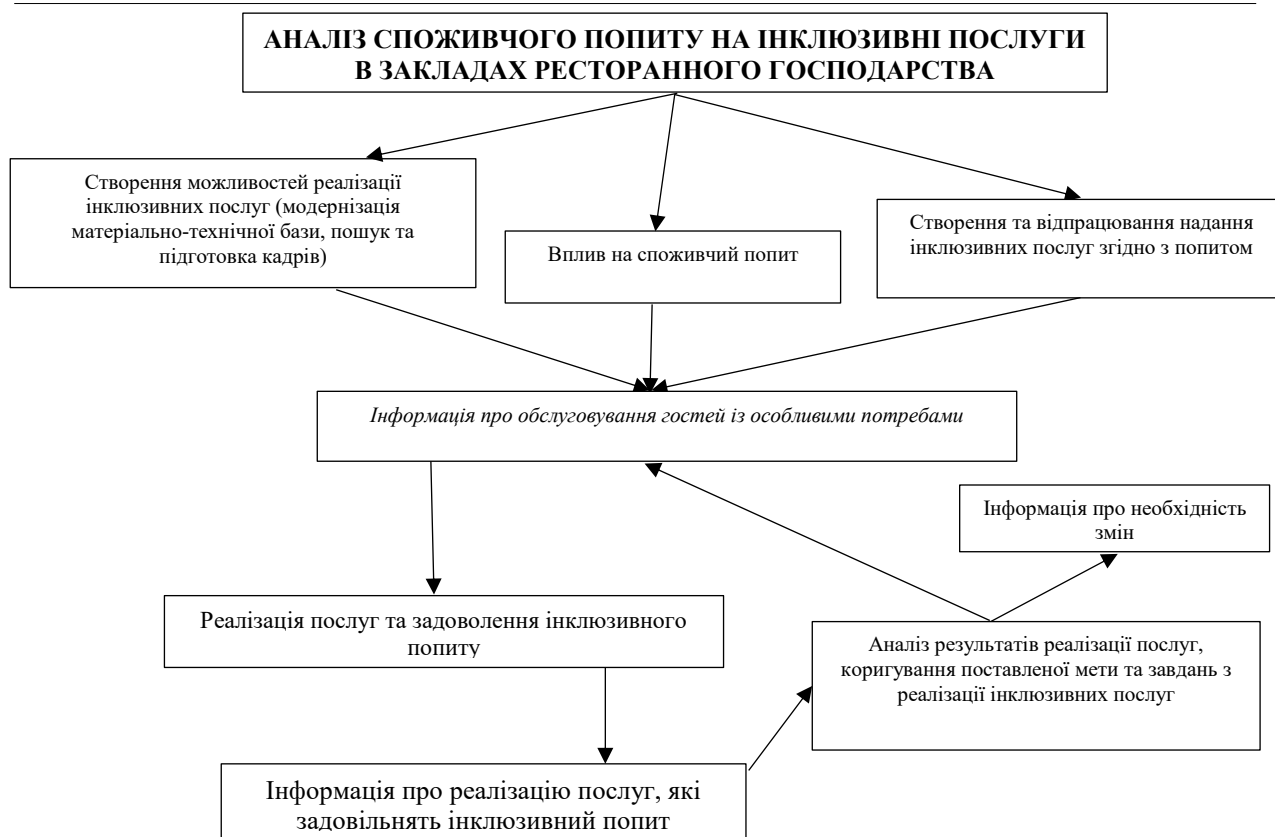 АНАЛІЗ СПОЖИВЧОГО ПОПИТУ НА ІНКЛЮЗИВНІ ПОСЛУГИ
В ЗАКЛАДАХ РЕСТОРАННОГО ГОСПОДАРСТВА
Створення можливостей реалізації
інклюзивних послуг (модернізація
матеріально-технічної бази, пошук та
підготовка кадрів)
Вплив на споживчий попит
Створення та відпрацювання надання
інклюзивних послуг згідно з попитом
Інформація про обслуговування гостей із особливими потребами
Інформація про необхідність
змін
Реалізація послуг та задоволення інклюзивного
попиту
Аналіз результатів реалізації послуг,
коригування поставленої мети та завдань з
реалізації інклюзивних послуг
Інформація про реалізацію послуг, які
задовільнять інклюзивний попит